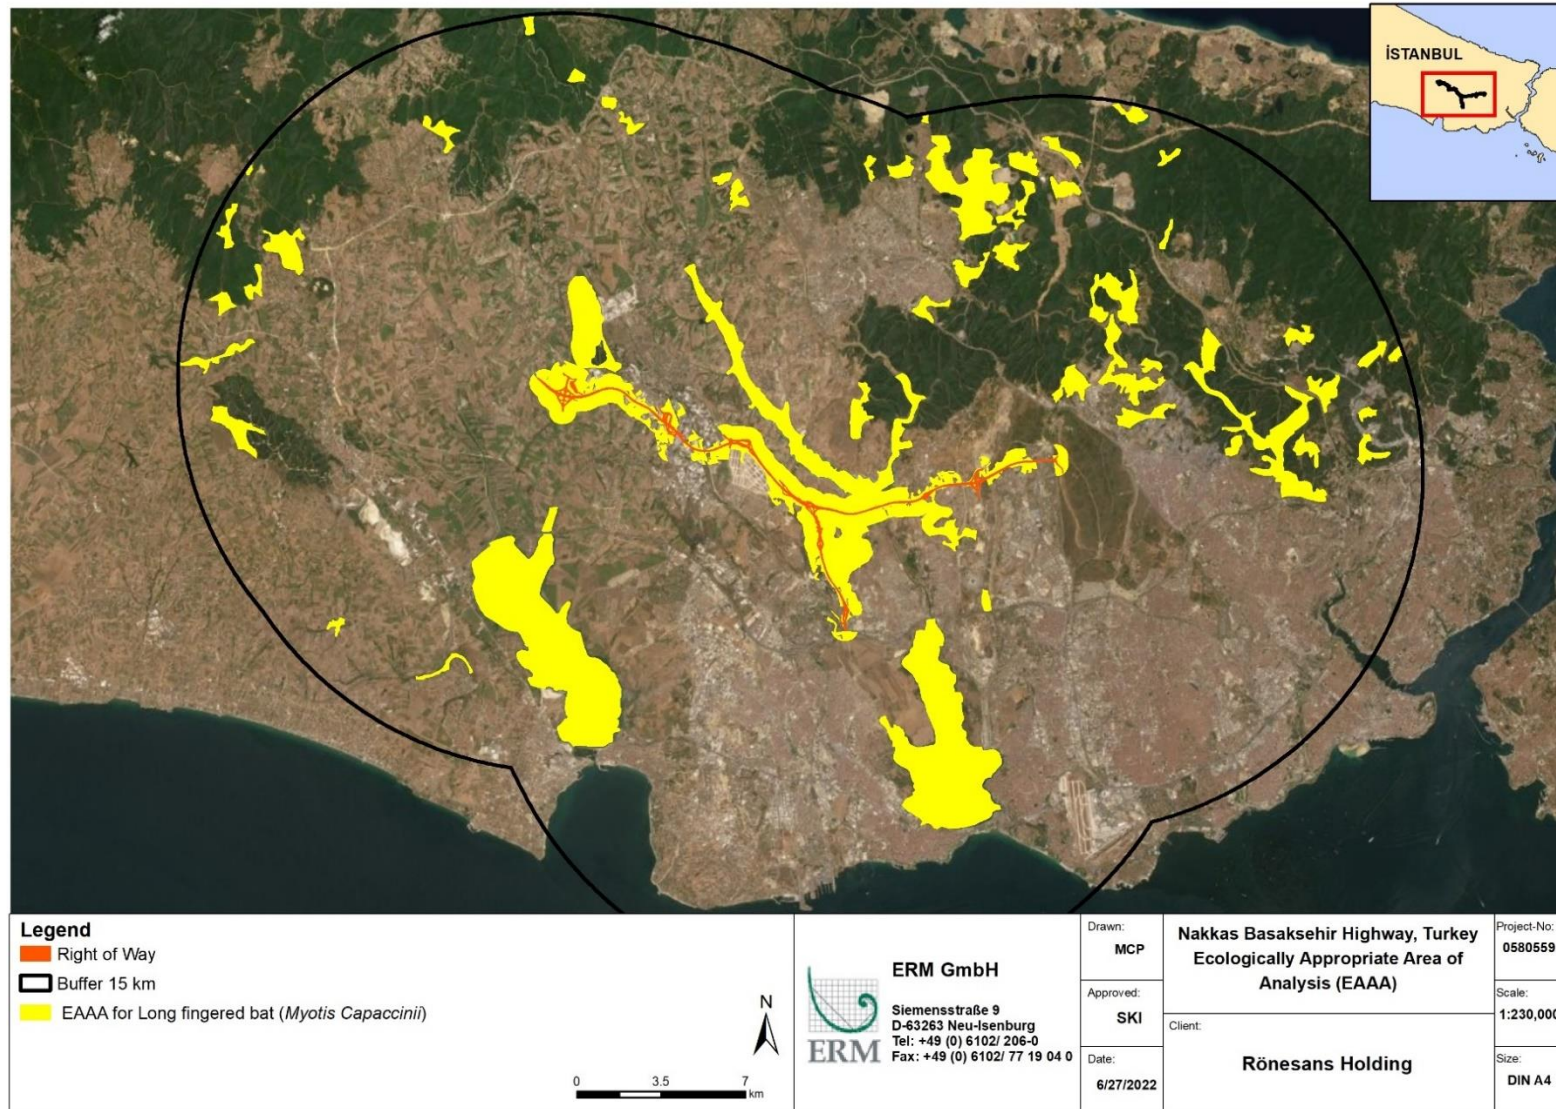 İSTANBUL
Legend
Right of Way
Buffer 15 km
EAAA for Long fingered bat (Myotis Capaccinii)
N
0 3.5 7
km
ERM
ERM GmbH
Siemensstraße 9
D-63263 Neu-Isenburg
Tel: +49 (0) 6102/ 206-0
Fax: +49 (0) 6102/ 77 19 04 0
Drawn:
MCP
Approved:
SKI
Date:
6/27/2022
Nakkas Basaksehir Highway, Turkey
Ecologically Appropriate Area of
Analysis (EAAA)
Client:
Rönesans Holding
Project-No:
0580559
Scale:
1:230,000
Size:
DIN A4